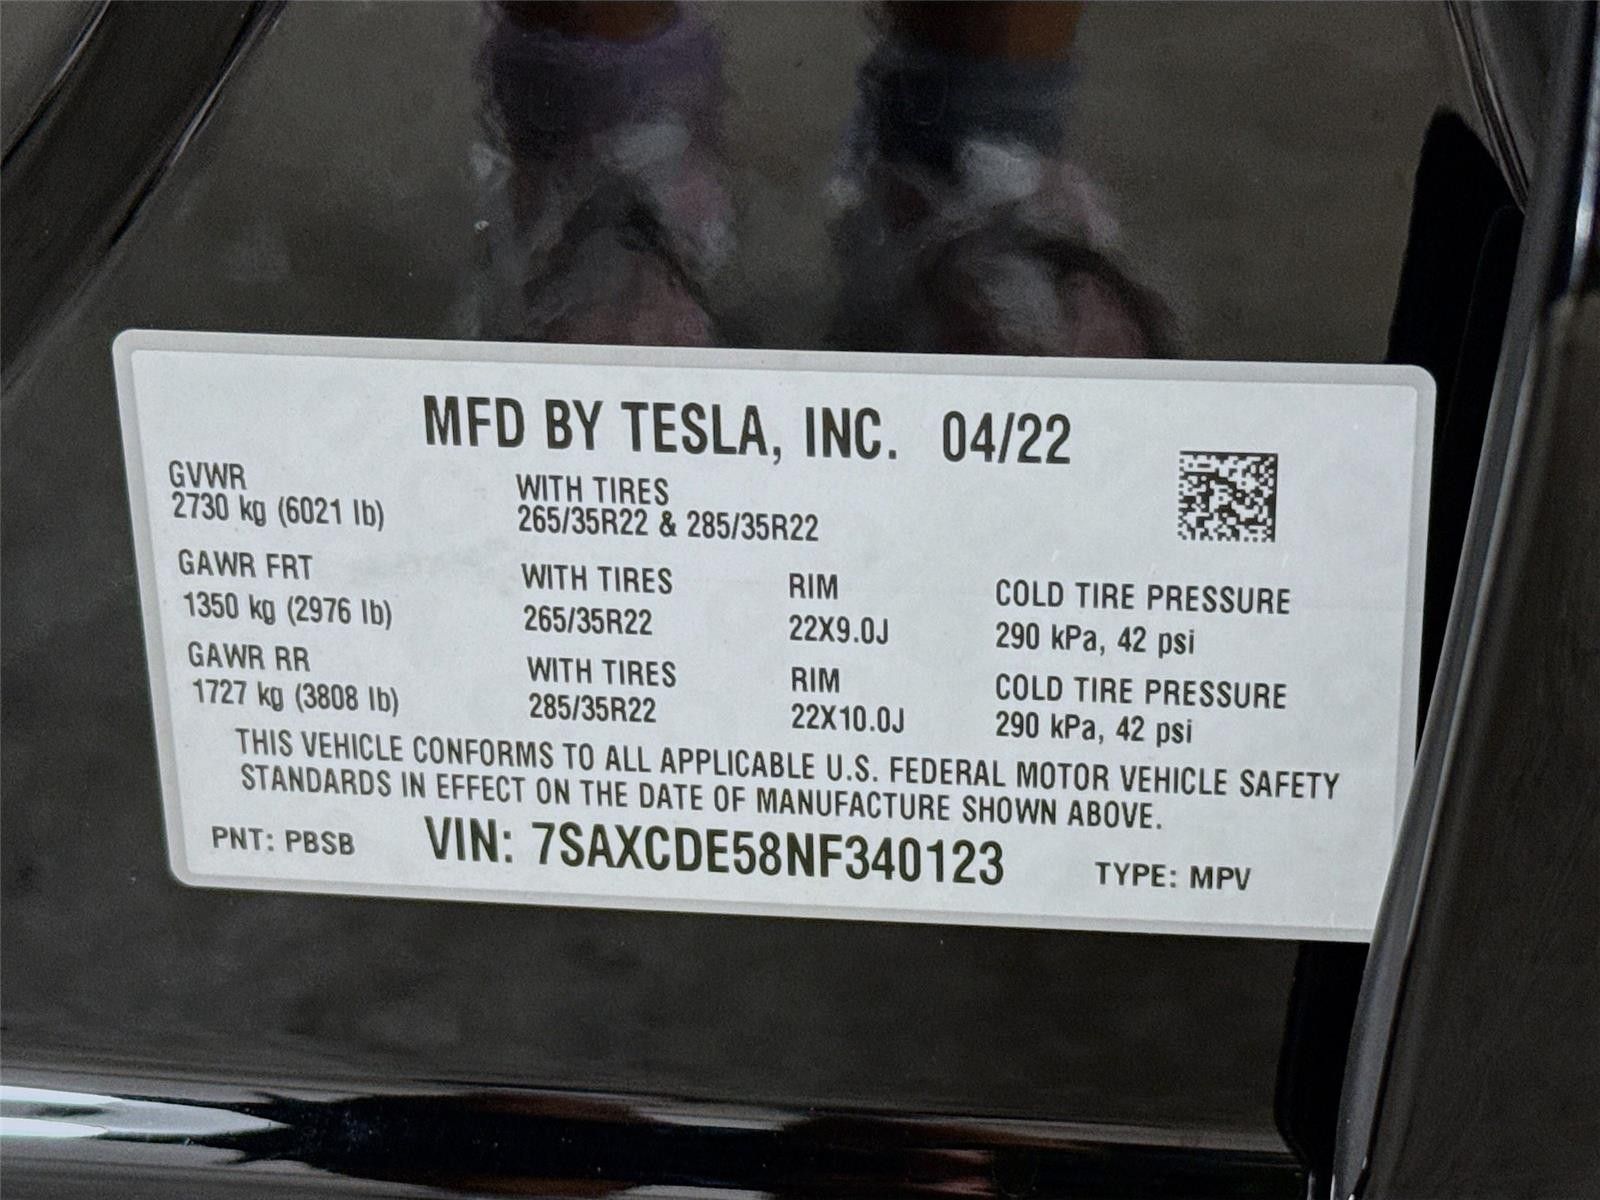 MFD BY TESLA, INC. 04/22
GVWR
2730 kg (6021 lb)
WITH TIRES
265/35R22 & 285/35R22
GAWR FRT
1350 kg (2976 lb)
WITH TIRES
265/35R22
RIM
22X9.0J
COLD TIRE PRESSURE
290 kPa, 42 psi
GAWR RR
1727 kg (3808 lb)
WITH TIRES
285/35R22
RIM
22X10.0J
COLD TIRE PRESSURE
290 kPa, 42 psi
THIS VEHICLE CONFORMS TO ALL APPLICABLE U.S. FEDERAL MOTOR VEHICLE SAFETY
STANDARDS IN EFFECT ON THE DATE OF MANUFACTURE SHOWN ABOVE.
PNT: PBSB
VIN: 7SAXCDE58NF340123
TYPE: MPV